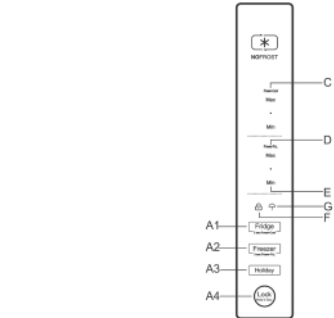 NOFROST
C
Max
Min
D
Max
E
Min
G
F
A1
Fridge
A2
Freezer
A3
Holiday
A4
Lock